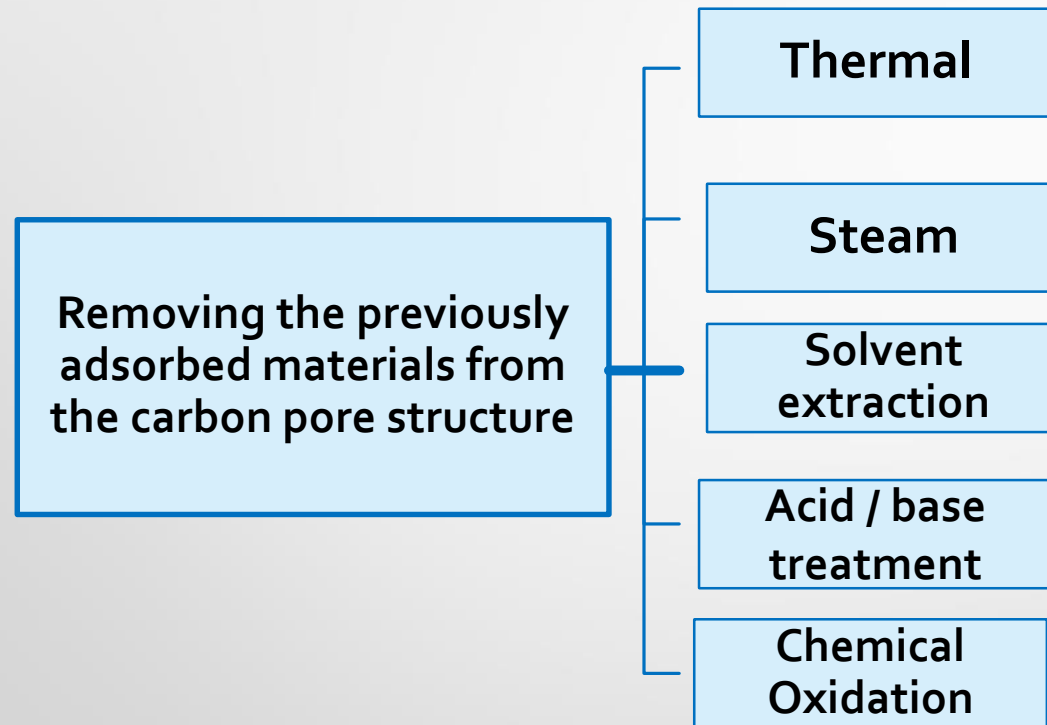 Thermal
Steam
Removing the previously
adsorbed materials from
the carbon pore structure
Solvent
extraction
Acid / base
treatment
Chemical
Oxidation